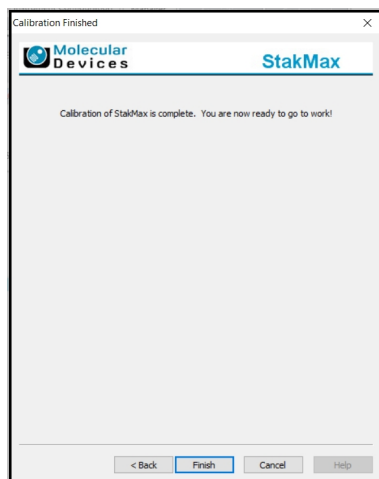 Calibration Finished
Molecular
Devices
StakMax
Calibration of StakMax is complete. You are now ready to go to work!
< Back
Finish
Cancel
Help